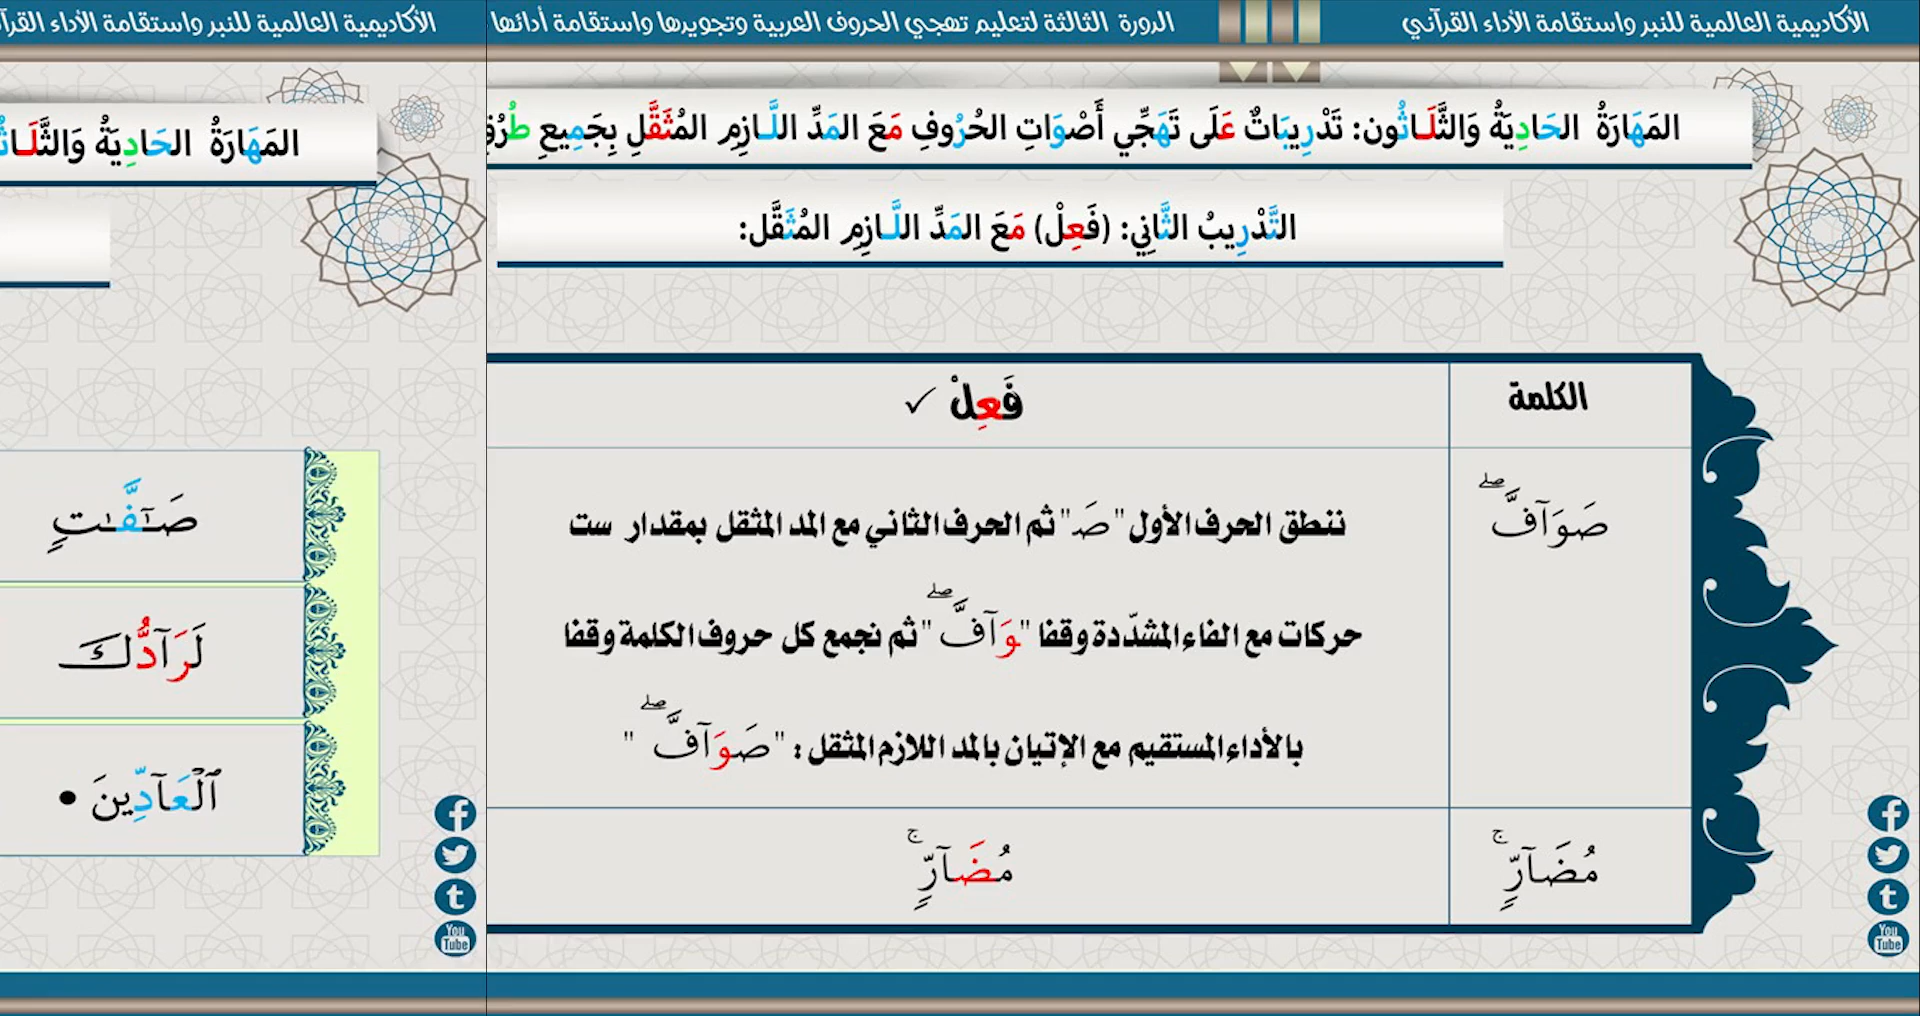 الأكاديمية العالمية للنبر واستقامة الأداء القرآني
الدورة الثالثة لتعليم تهجي الحروف العربية وتجويدها واستقامة أدائها
المَهَارَةُ الحَادِيَةُ وَالثَّلَاثُون: تَدْرِيبَاتٌ عَلَى تَهَجِّي أَصْوَاتِ الحُرُوفِ مَعَ المَدِّ اللَّازِمِ المُثَقَّلِ بِجَمِيعِ
التَّدْرِيبُ الثَّانِي: (فَعِلْ) مَعَ المَدِّ اللَّازِمِ المُثَقَّل:
الكلمة
فَعِلْ ✓
صَوَآفَّۖ
ننطق الحرف الأول "صَـ" ثم الحرف الثاني مع المد المثقل بمقدار ست
حركات مع الفاء المشدّدة وقفا "وَآفَّۖ" ثم نجمع كل حروف الكلمة وقفا
بالأداء المستقيم مع الإتيان بالمد اللازم المثقل : "صَوَآفَّۖ"
مُضَآرٍّۚ
مُضَآرٍّۚ
You Tube
الأكاديمية العالمية للنبر واستقامة الأداء
المَهَارَةُ الحَادِيَةُ
صَـٰٓفَّـٰتٍ
لَرَآدُّكَ
ٱلْعَآدِّينَ •
You Tube